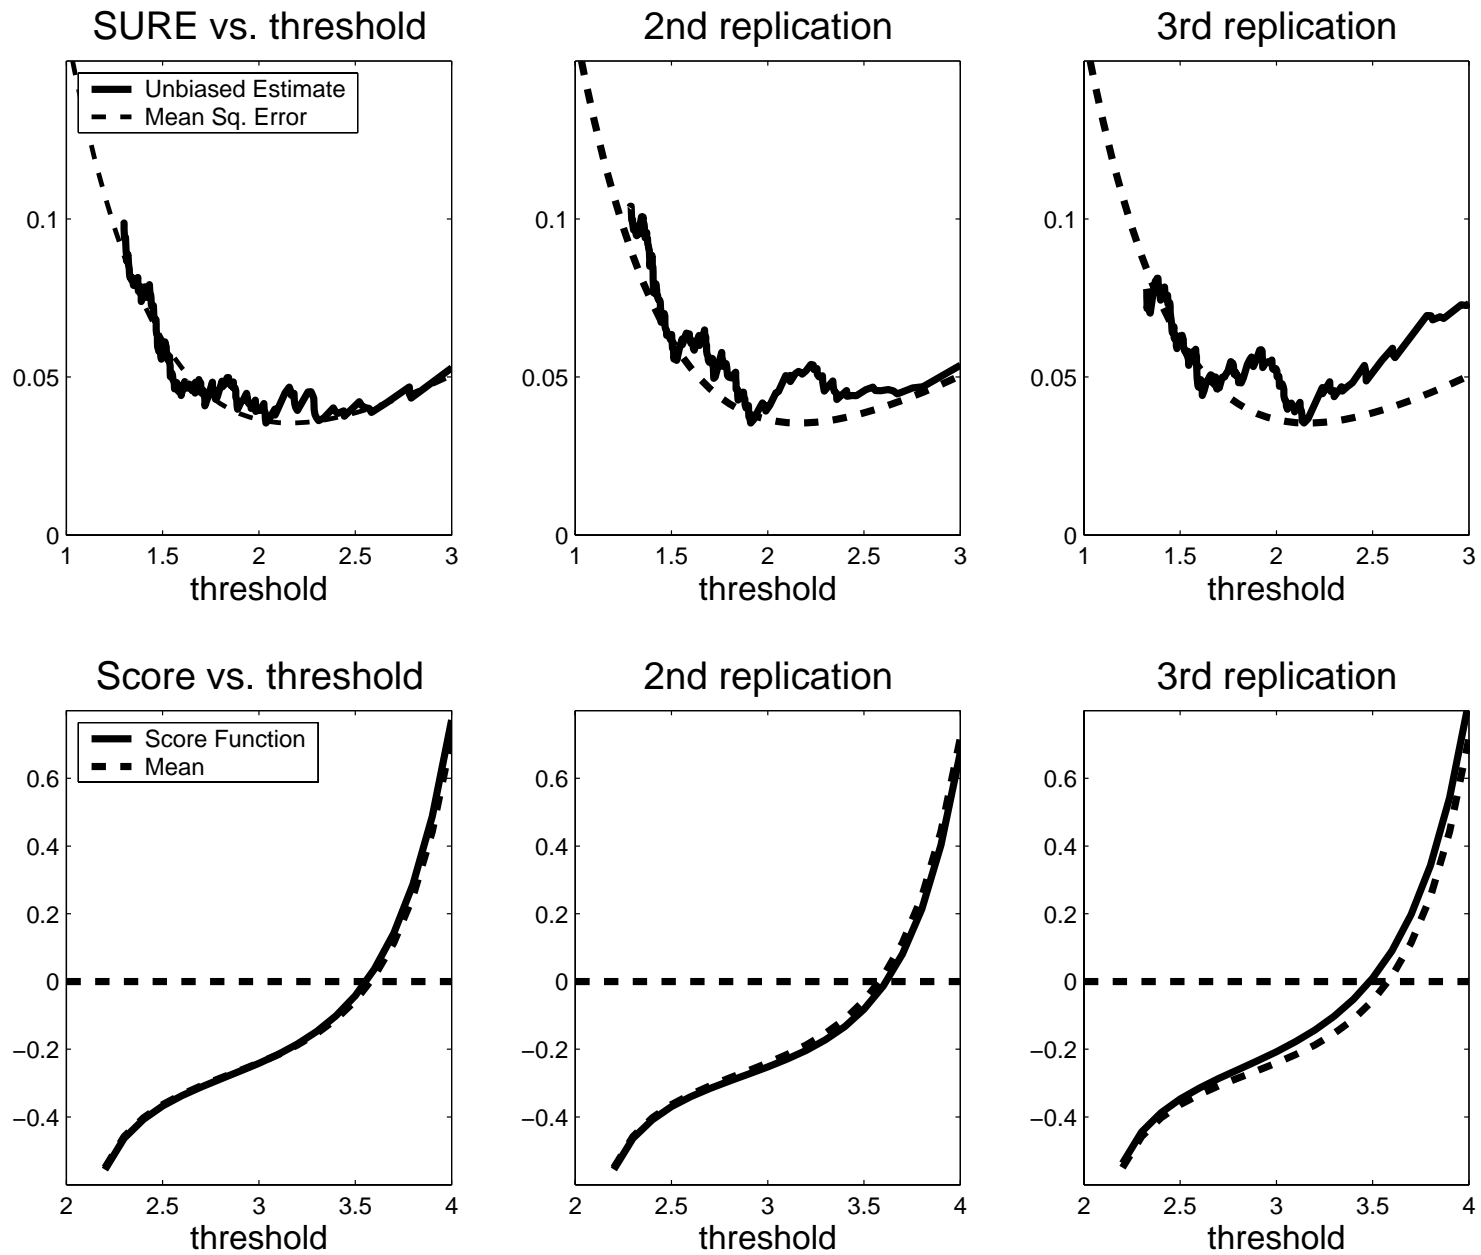 SURE vs. threshold
Unbiased Estimate
Mean Sq. Error
0.1
0.05
0
1 1.5 2 2.5 3
threshold
2nd replication
0.1
0.05
0
1 1.5 2 2.5 3
threshold
3rd replication
0.1
0.05
0
1 1.5 2 2.5 3
threshold
Score vs. threshold
Score Function
Mean
0.6
0.4
0.2
0
−0.2
−0.4
2 2.5 3 3.5 4
threshold
2nd replication
0.6
0.4
0.2
0
−0.2
−0.4
2 2.5 3 3.5 4
threshold
3rd replication
0.6
0.4
0.2
0
−0.2
−0.4
2 2.5 3 3.5 4
threshold